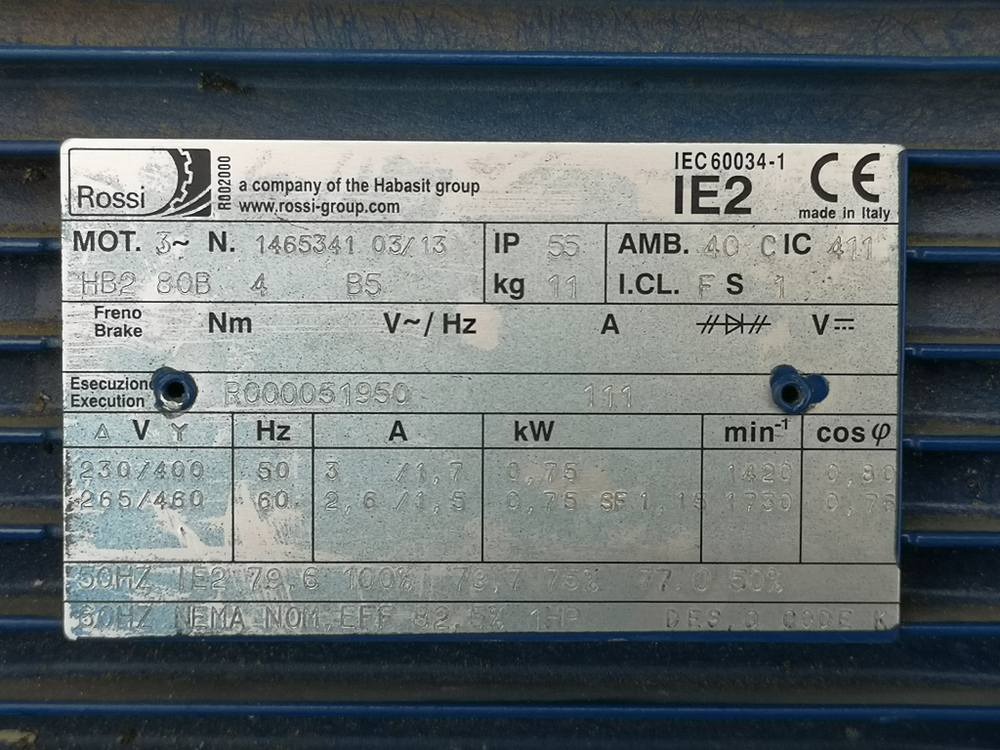 Rossi
R002000
a company of the Habasit group
www.rossi-group.com
IEC 60034-1
IE2
CE
made in Italy
MOT. 3~ N. 1465341 03/13 IP 55 AMB. 40 C IC 411
HB2 80B 4 B5 kg 11 I.CL. F S 1
Freno
Brake Nm V~/Hz A V
Esecuzione
Execution R000051950 111
Δ V Y Hz A kW min-1 cos φ
230/400 50 3 /1,7 0,75 1420 0,80
265/460 60 2,6 /1,5 0,75 SF 1,15 1730 0,76
50HZ IE2 79,6 100% 79,7 75% 77.0 50%
60HZ NEMA NOM.EFF 82.5% 1HP DES. CODE K